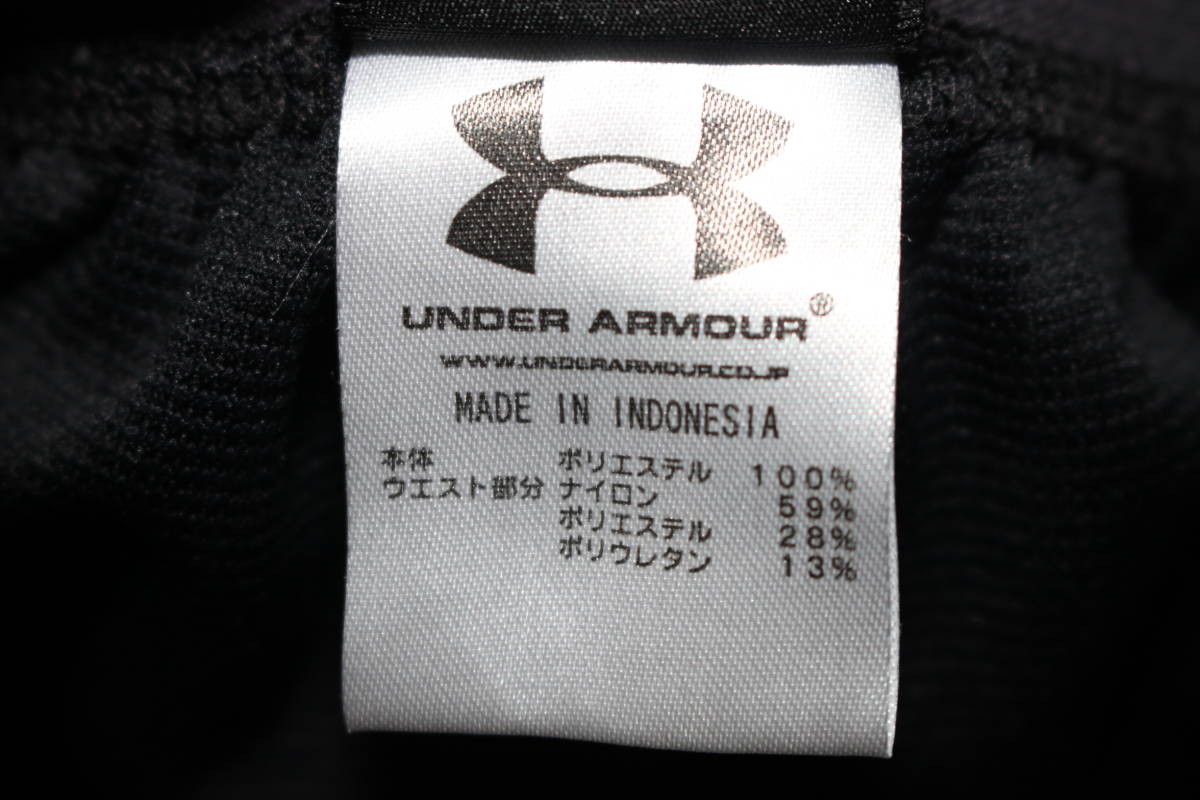 UNDER ARMOUR®
WWW.UNDERARMOUR.CO.JP
MADE IN INDONESIA
本体 ポリエステル 100%
ウエスト部分 ナイロン 59%
ポリエステル 28%
ポリウレタン 13%